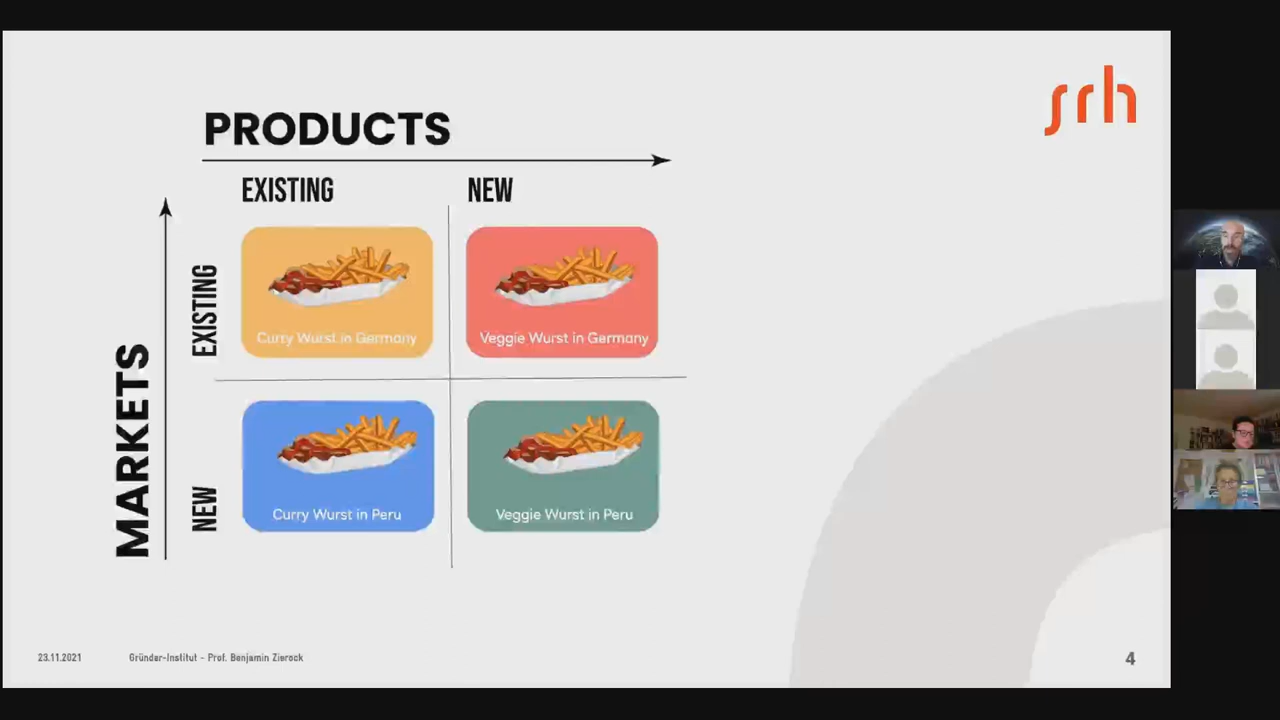 srh
PRODUCTS
EXISTING
NEW
MARKETS
EXISTING
Curry Wurst in Germany
Veggie Wurst in Germany
NEW
Curry Wurst in Peru
Veggie Wurst in Peru
23.11.2021
Gründer-Institut - Prof. Benjamin Zierock
4